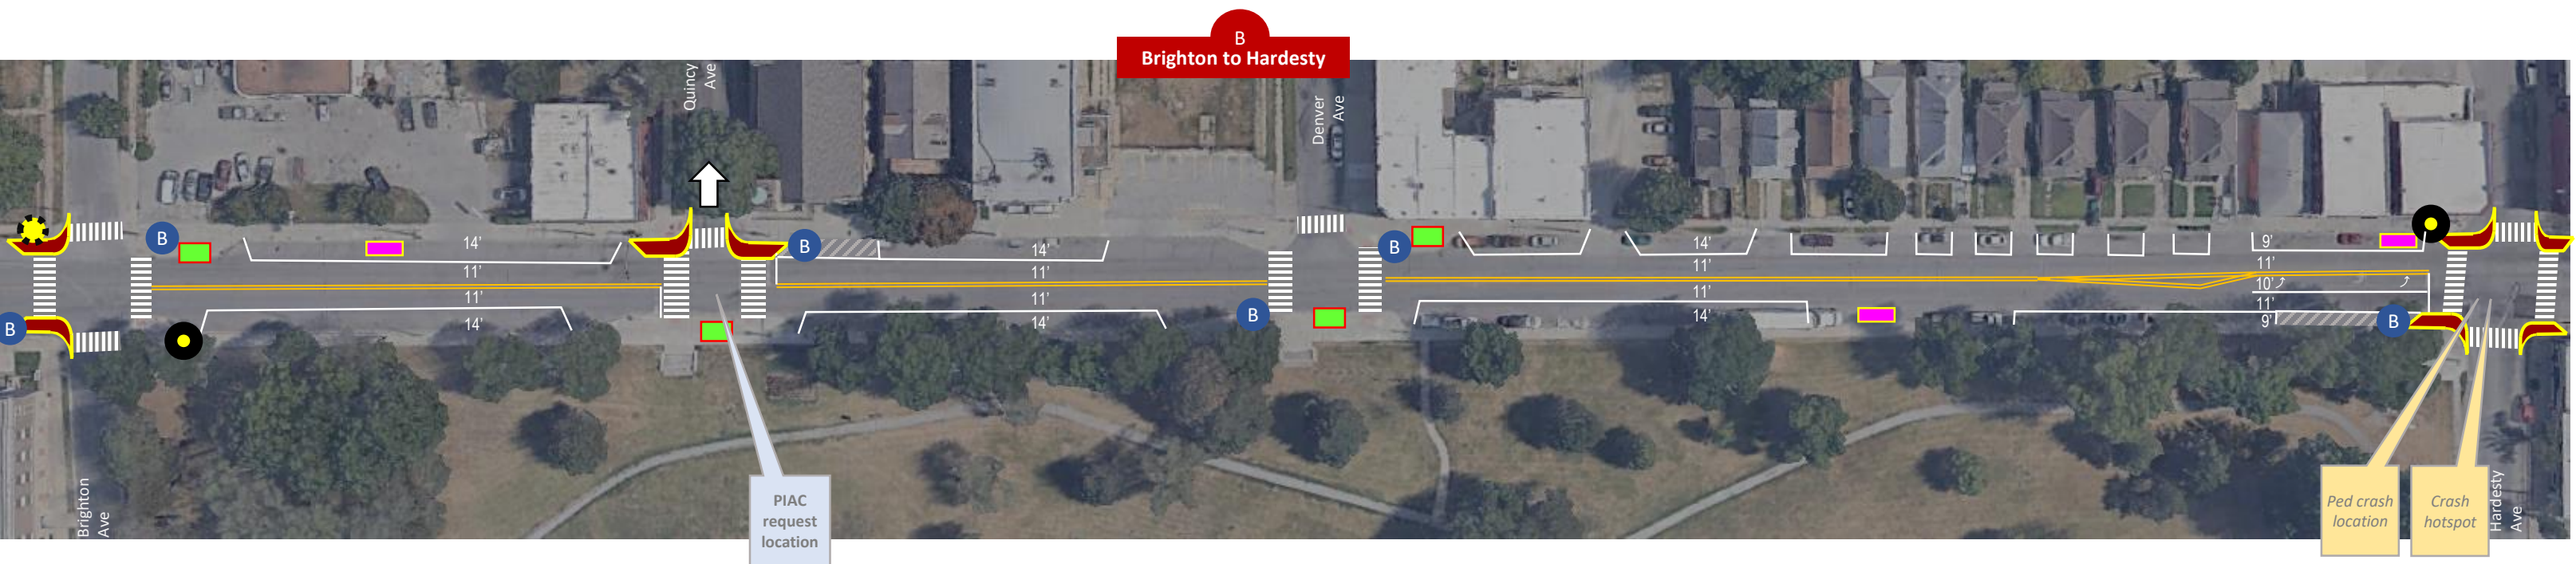 B
Brighton to Hardesty
Quincy
Ave
Denver
Ave
B
14'
11'
11'
14'
B
14'
11'
11'
14'
B
B
14'
11'
11'
14'
9'
11'
10'
11'
9'
B
B
Brighton
Ave
PIAC
request
location
Ped crash
location
Crash
hotspot
Hardesty
Ave